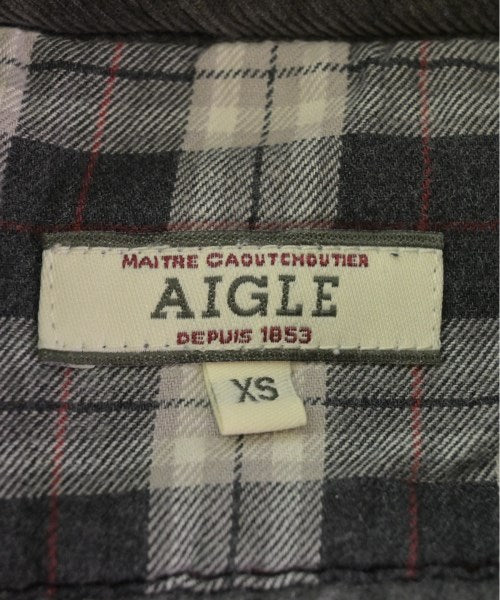 MAITRE CAOUTCHOUTIER
AIGLE
DEPUIS 1853
XS